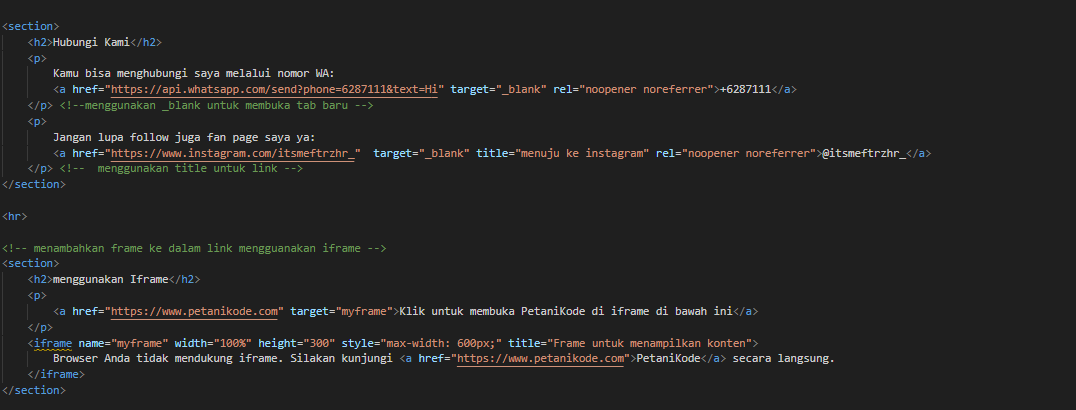 <section>
<h2>Hubungi Kami</h2>
<p>
Kamu bisa menghubungi saya melalui nomor WA:
<a href="https://api.whatsapp.com/send?phone=6287111&text=Hi" target="_blank" rel="noopener noreferrer">+6287111</a>
</p> <!--menggunakan _blank untuk membuka tab baru -->
<p>
Jangan lupa follow juga fan page saya ya:
<a href="https://www.instagram.com/itsmeftrzhr_"  target="_blank" title="menuju ke instagram" rel="noopener noreferrer">@itsmeftrzhr_</a>
</p> <!--  menggunakan title untuk link -->
</section>
<hr>
<!-- menambahkan frame ke dalam link mengguanakan iframe -->
<section>
<h2>menggunakan Iframe</h2>
<p>
<a href="https://www.petanikode.com" target="myframe">Klik untuk membuka PetaniKode di iframe di bawah ini</a>
</p>
<iframe name="myframe" width="100%" height="300" style="max-width: 600px;" title="Frame untuk menampilkan konten">
Browser Anda tidak mendukung iframe. Silakan kunjungi <a href="https://www.petanikode.com">PetaniKode</a> secara langsung.
</iframe>
</section>